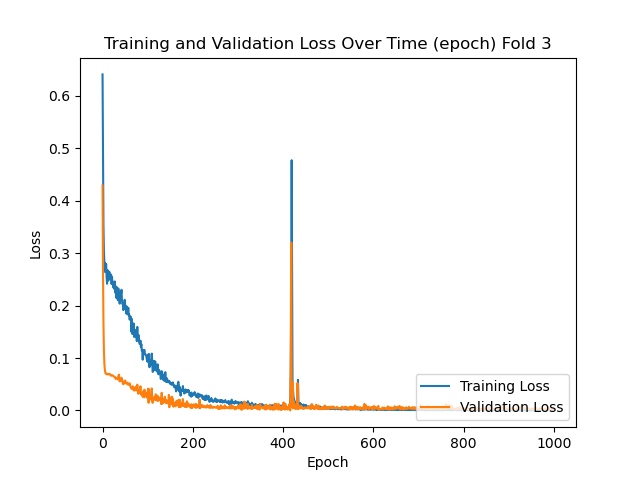 Training and Validation Loss Over Time (epoch) Fold 3
Loss
0.6
0.5
0.4
0.3
0.2
0.1
0.0
Training Loss
Validation Loss
0
200
400
600
800
1000
Epoch